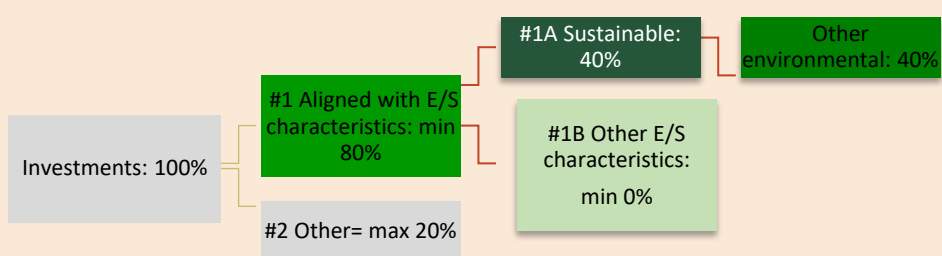 Investments: 100%
#1 Aligned with E/S
characteristics: min
80%
#2 Other= max 20%
#1A Sustainable:
40%
#1B Other E/S
characteristics:
min 0%
Other
environmental: 40%